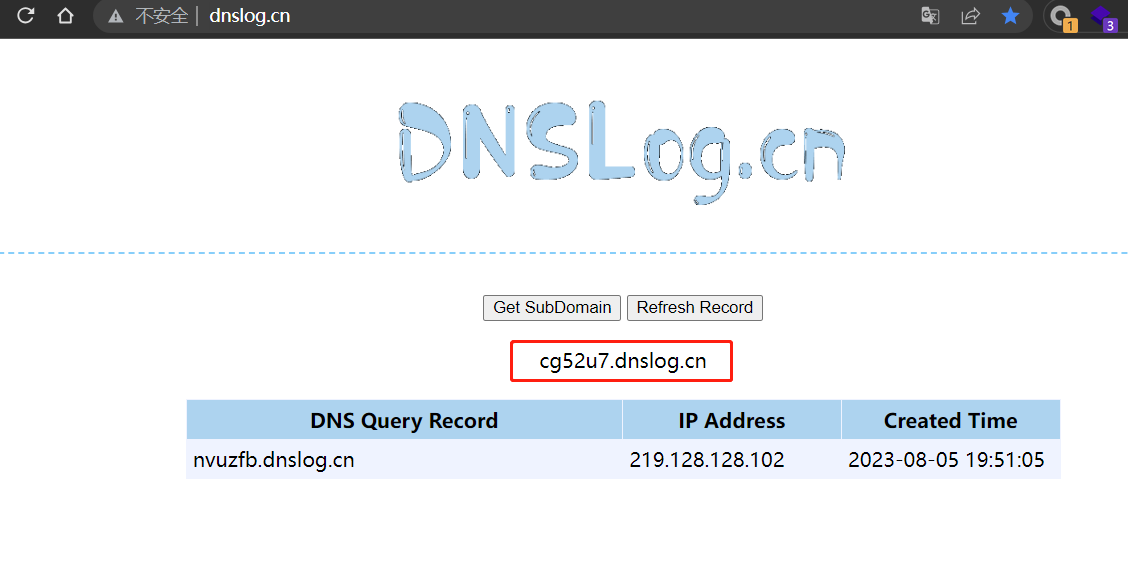 不安全 dnslog.cn
1
3
DNSLog.cn
Get SubDomain Refresh Record
cg52u7.dnslog.cn
DNS Query Record IP Address Created Time
nvuzfb.dnslog.cn 219.128.128.102 2023-08-05 19:51:05